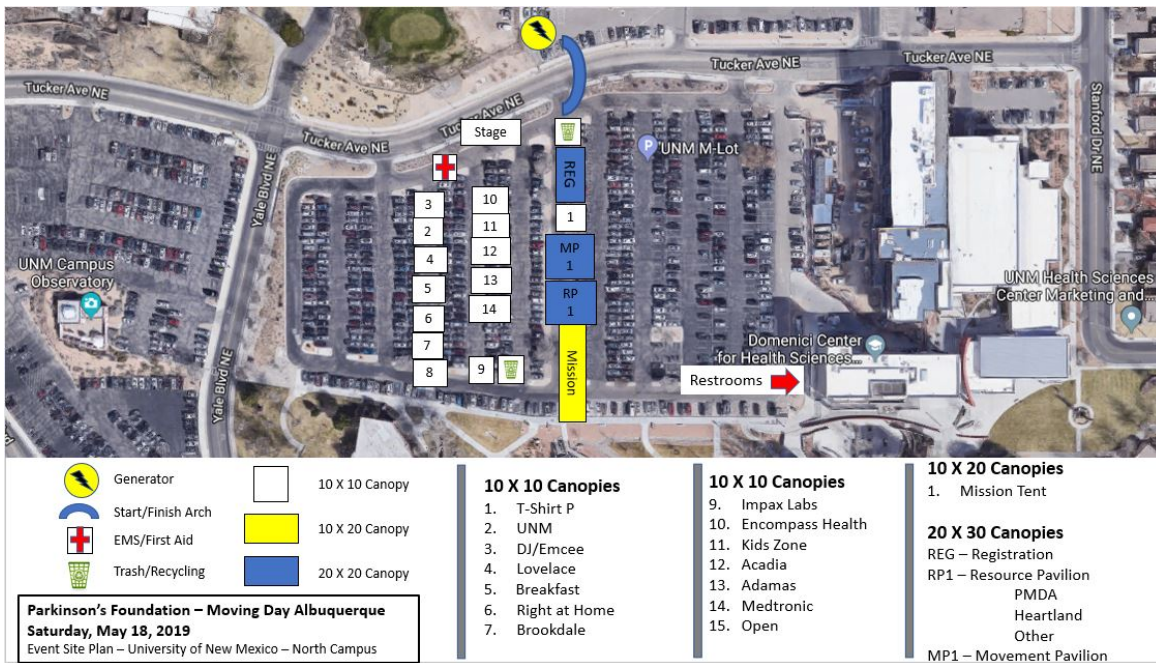 Tucker Ave NE
Tucker Ave NE
Tucker Ave NE
Tucker Ave NE
Tucker Ave NE
Stanford Dr NE
Yale Blvd NE
Yale Blvd NE
Stage
UNM M-Lot
P
REG
1
MP
1
RP
1
Mission
3
2
4
5
6
7
8
10
11
12
13
14
9
UNM Campus
Observatory
UNM Health Sciences
Center Marketing and...
Domenici Center
for Health Sciences...
Restrooms
Generator
Start/Finish Arch
EMS/First Aid
Trash/Recycling
10 X 10 Canopy
10 X 20 Canopy
20 X 20 Canopy
Parkinson's Foundation – Moving Day Albuquerque
Saturday, May 18, 2019
Event Site Plan – University of New Mexico – North Campus
10 X 10 Canopies
1. T-Shirt P
2. UNM
3. DJ/Emcee
4. Lovelace
5. Breakfast
6. Right at Home
7. Brookdale
10 X 10 Canopies
9. Impax Labs
10. Encompass Health
11. Kids Zone
12. Acadia
13. Adamas
14. Medtronic
15. Open
10 X 20 Canopies
1. Mission Tent
20 X 30 Canopies
REG – Registration
RP1 – Resource Pavilion
PMDA
Heartland
Other
MP1 – Movement Pavilion